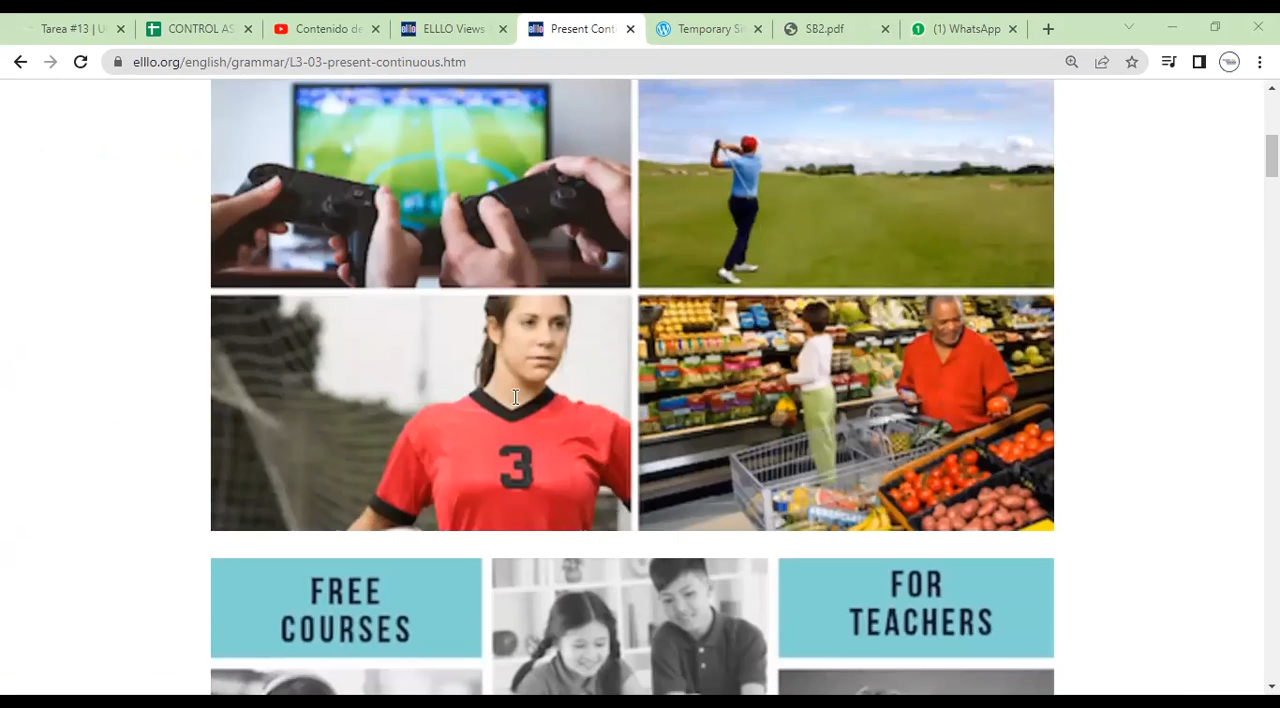 Tarea #13 | U
CONTROL AS
Contenido de
ELLLO Views
Present Cont
Temporary Si
SB2.pdf
(1) WhatsApp
elllo.org/english/grammar/L3-03-present-continuous.htm
3
FREE
COURSES
FOR
TEACHERS